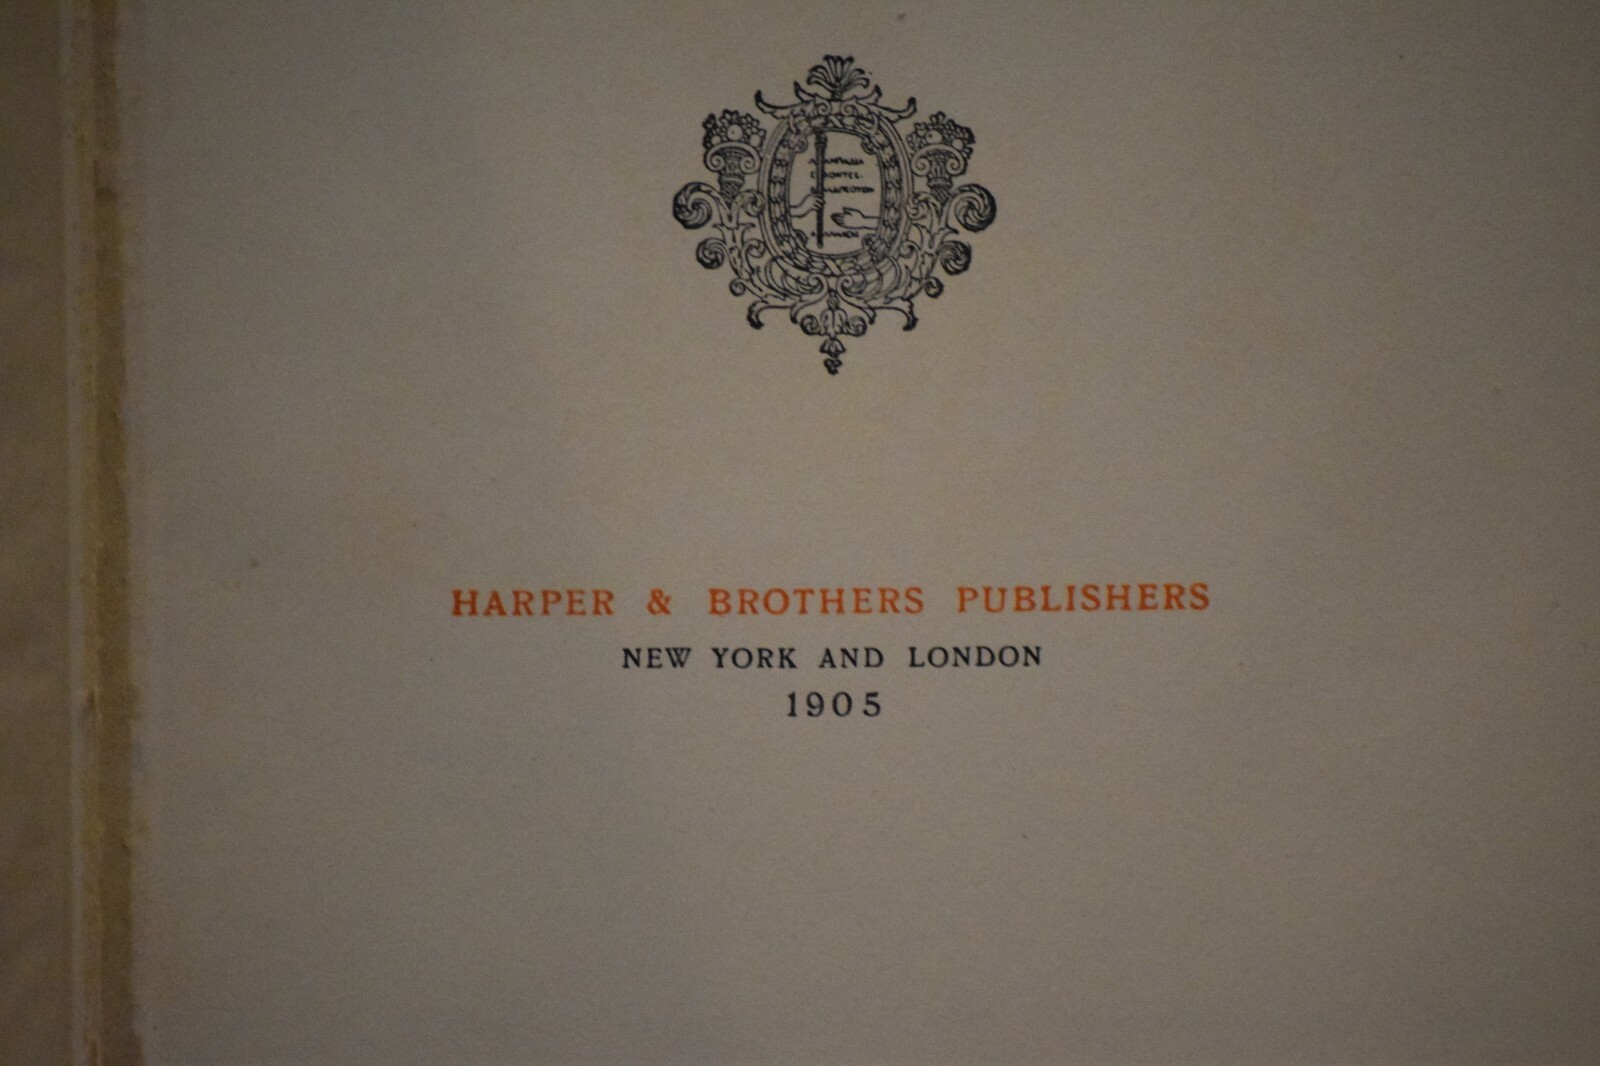 HARPER & BROTHERS PUBLISHERS
NEW YORK AND LONDON
1905